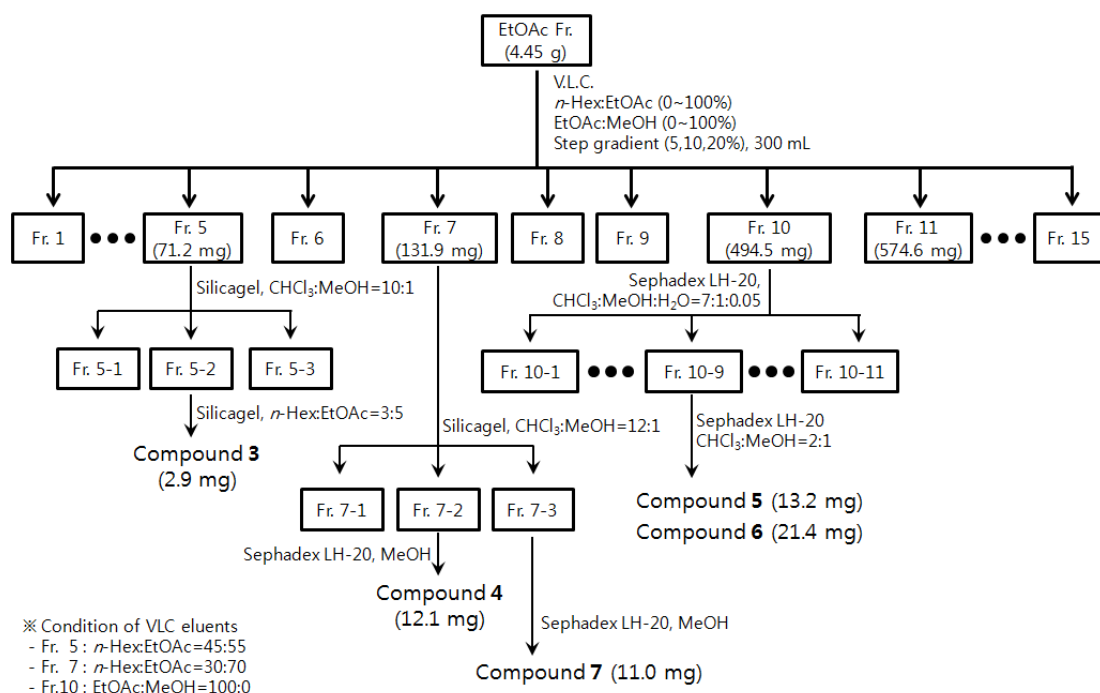 EtOAc Fr.
(4.45 g)
V.L.C.
n-Hex:EtOAc (0~100%)
EtOAc:MeOH (0~100%)
Step gradient (5,10,20%), 300 mL
Fr. 1
Fr. 5
(71.2 mg)
Fr. 6
Fr. 7
(131.9 mg)
Fr. 8
Fr. 9
Fr. 10
(494.5 mg)
Fr. 11
(574.6 mg)
Fr. 15
Silicagel, CHCl₃:MeOH=10:1
Sephadex LH-20,
CHCl₃:MeOH:H₂O=7:1:0.05
Fr. 5-1
Fr. 5-2
Fr. 5-3
Fr. 10-1
Fr. 10-9
Fr. 10-11
Silicagel, n-Hex:EtOAc=3:5
Silicagel, CHCl₃:MeOH=12:1
Sephadex LH-20
CHCl₃:MeOH=2:1
Compound 3
(2.9 mg)
Fr. 7-1
Fr. 7-2
Fr. 7-3
Compound 5 (13.2 mg)
Compound 6 (21.4 mg)
Sephadex LH-20, MeOH
Compound 4
(12.1 mg)
Sephadex LH-20, MeOH
Compound 7 (11.0 mg)
※ Condition of VLC eluents
- Fr. 5 : n-Hex:EtOAc=45:55
- Fr. 7 : n-Hex:EtOAc=30:70
- Fr.10 : EtOAc:MeOH=100:0